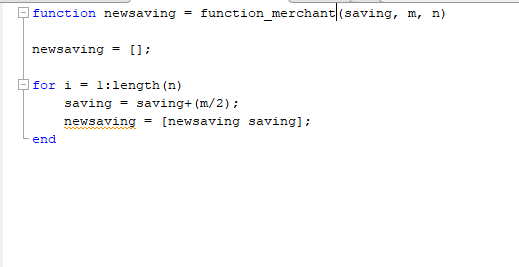 function newsaving = function_merchant(saving, m, n)
newsaving = [];
for i = 1:length(n)
saving = saving+(m/2);
newsaving = [newsaving saving];
end